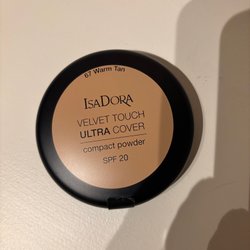 67 Warm Tan
IsaDora
VELVET TOUCH
ULTRA COVER
compact powder
SPF 20